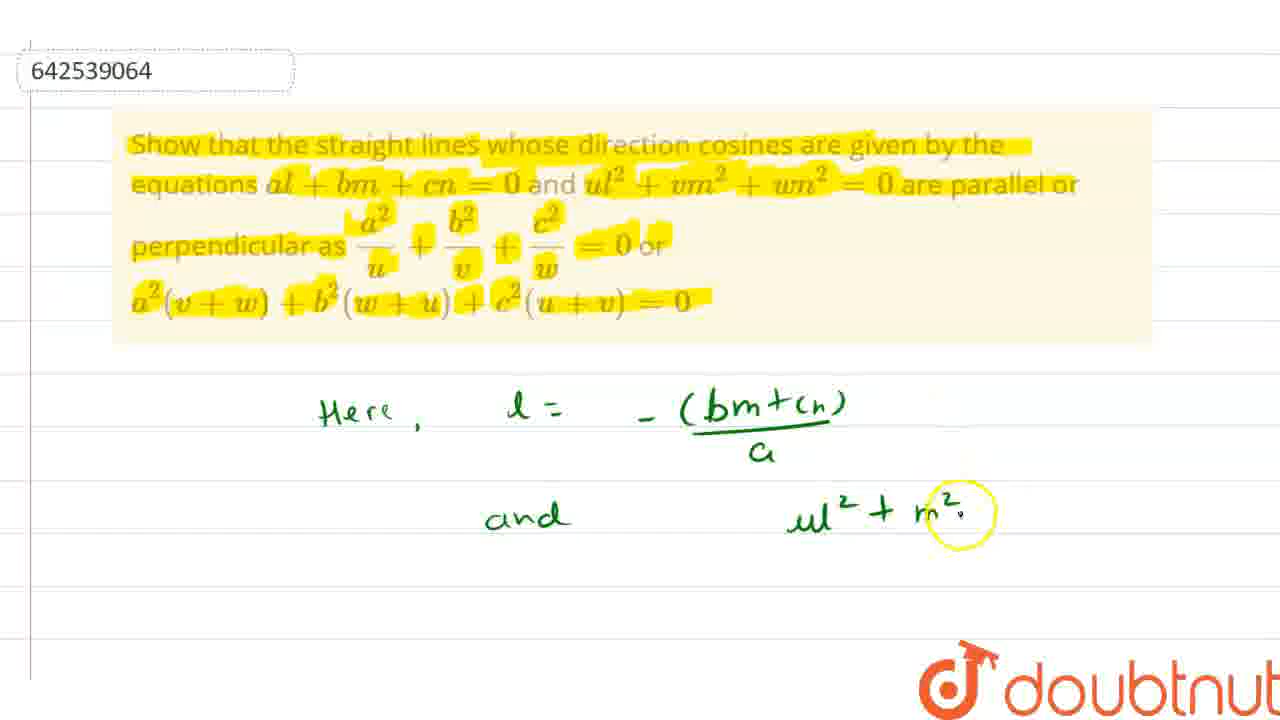 642539064
Show that the straight lines whose direction cosines are given by the
equations al + bm + cn = 0 and ul² + vm² + wn² = 0 are parallel or
perpendicular as a²/u + b²/v + c²/w = 0 or
a²(v + w) + b²(w + u) + c²(u + v) = 0
Here, l = -(bm+cn)/a
and ul² + m²
doubtnut